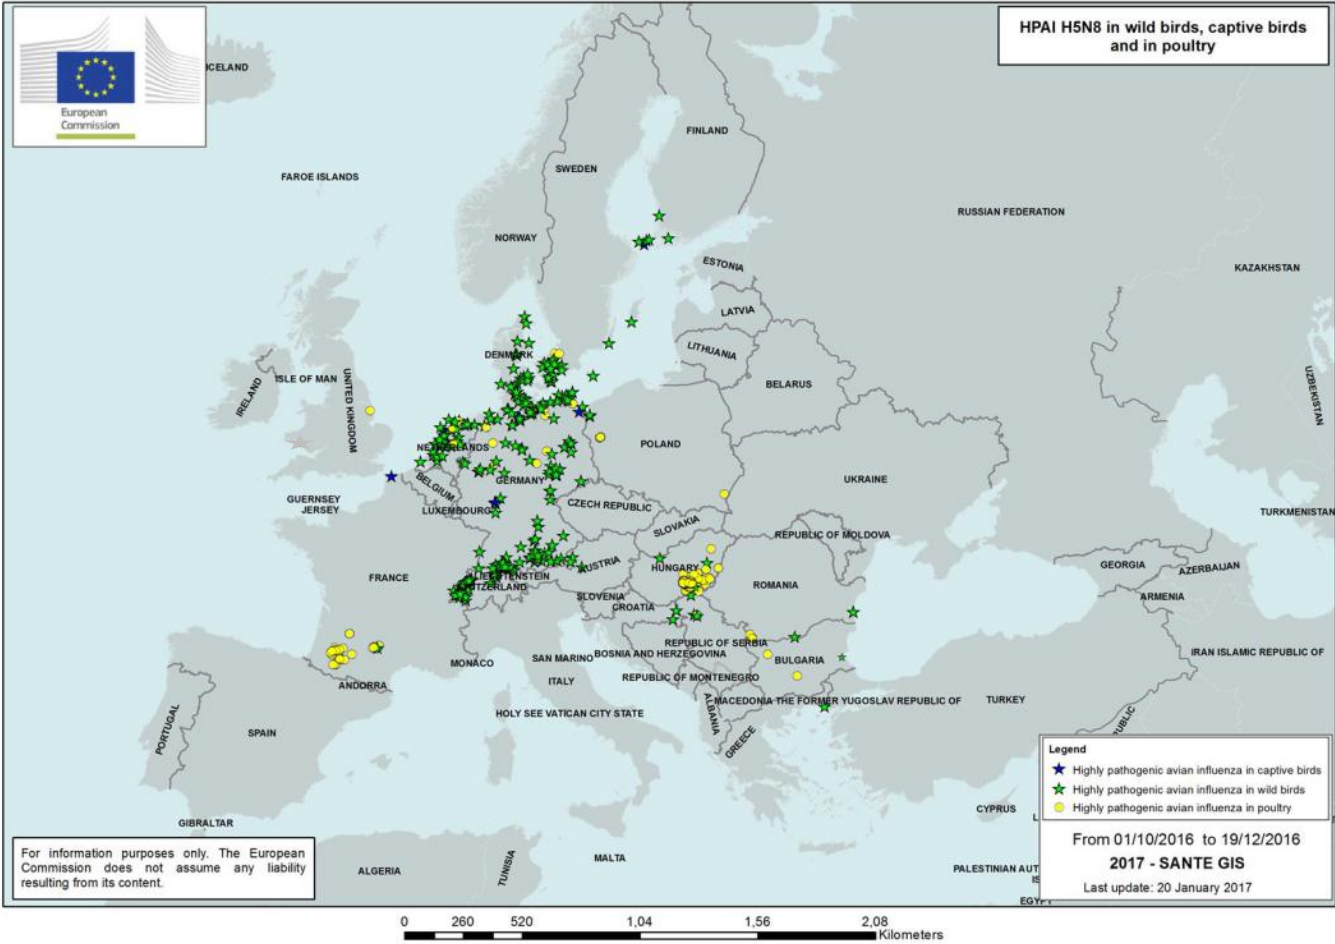 HPAI H5N8 in wild birds, captive birds
and in poultry
European
Commission
ICELAND
FINLAND
SWEDEN
FAROE ISLANDS
RUSSIAN FEDERATION
NORWAY
ESTONIA
KAZAKHSTAN
LATVIA
LITHUANIA
DENMARK
ISLE OF MAN
UNITED KINGDOM
IRELAND
BELARUS
UZBEKISTAN
NETHERLANDS
POLAND
BELGIUM
GERMANY
UKRAINE
GUERNSEY
JERSEY
LUXEMBOURG
CZECH REPUBLIC
TURKMENISTAN
SLOVAKIA
REPUBLIC OF MOLDOVA
AUSTRIA
HUNGARY
FRANCE
LIECHTENSTEIN
SWITZERLAND
ROMANIA
GEORGIA
AZERBAIJAN
ARMENIA
SLOVENIA
CROATIA
REPUBLIC OF SERBIA
BOSNIA AND HERZEGOVINA
SAN MARINO
MONACO
BULGARIA
IRAN ISLAMIC REPUBLIC OF
ITALY
REPUBLIC OF MONTENEGRO
ANDORRA
MACEDONIA THE FORMER YUGOSLAV REPUBLIC OF
TURKEY
ALBANIA
HOLY SEE VATICAN CITY STATE
PORTUGAL
SPAIN
GREECE
PUBLIC
GIBRALTAR
CYPRUS
L
MALTA
ALGERIA
TUNISIA
PALESTINIAN AUT
IS
EGYPT
Legend
Highly pathogenic avian influenza in captive birds
Highly pathogenic avian influenza in wild birds
Highly pathogenic avian influenza in poultry
From 01/10/2016 to 19/12/2016
2017 - SANTE GIS
Last update: 20 January 2017
For information purposes only. The European
Commission does not assume any liability
resulting from its content.
0 260 520 1,04 1,56 2,08
Kilometers